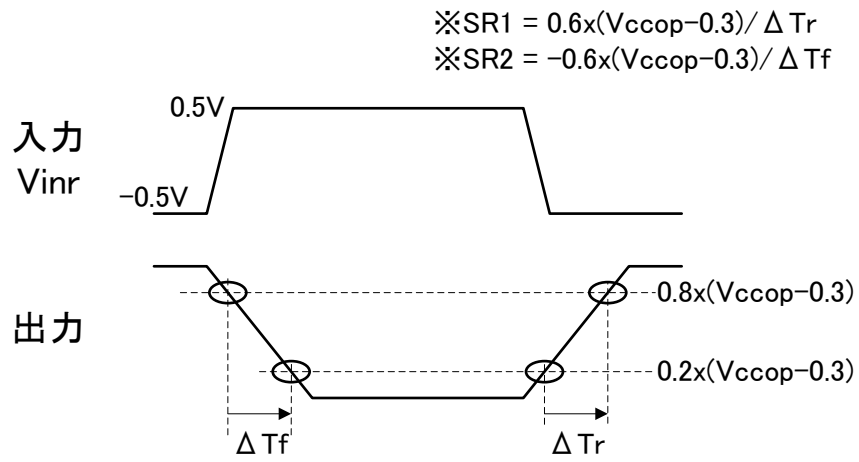 ※SR1 = 0.6x(Vccop-0.3)/ΔTr
※SR2 = -0.6x(Vccop-0.3)/ΔTf
0.5V
入力
Vinr
-0.5V
0.8x(Vccop-0.3)
出力
0.2x(Vccop-0.3)
ΔTf
ΔTr